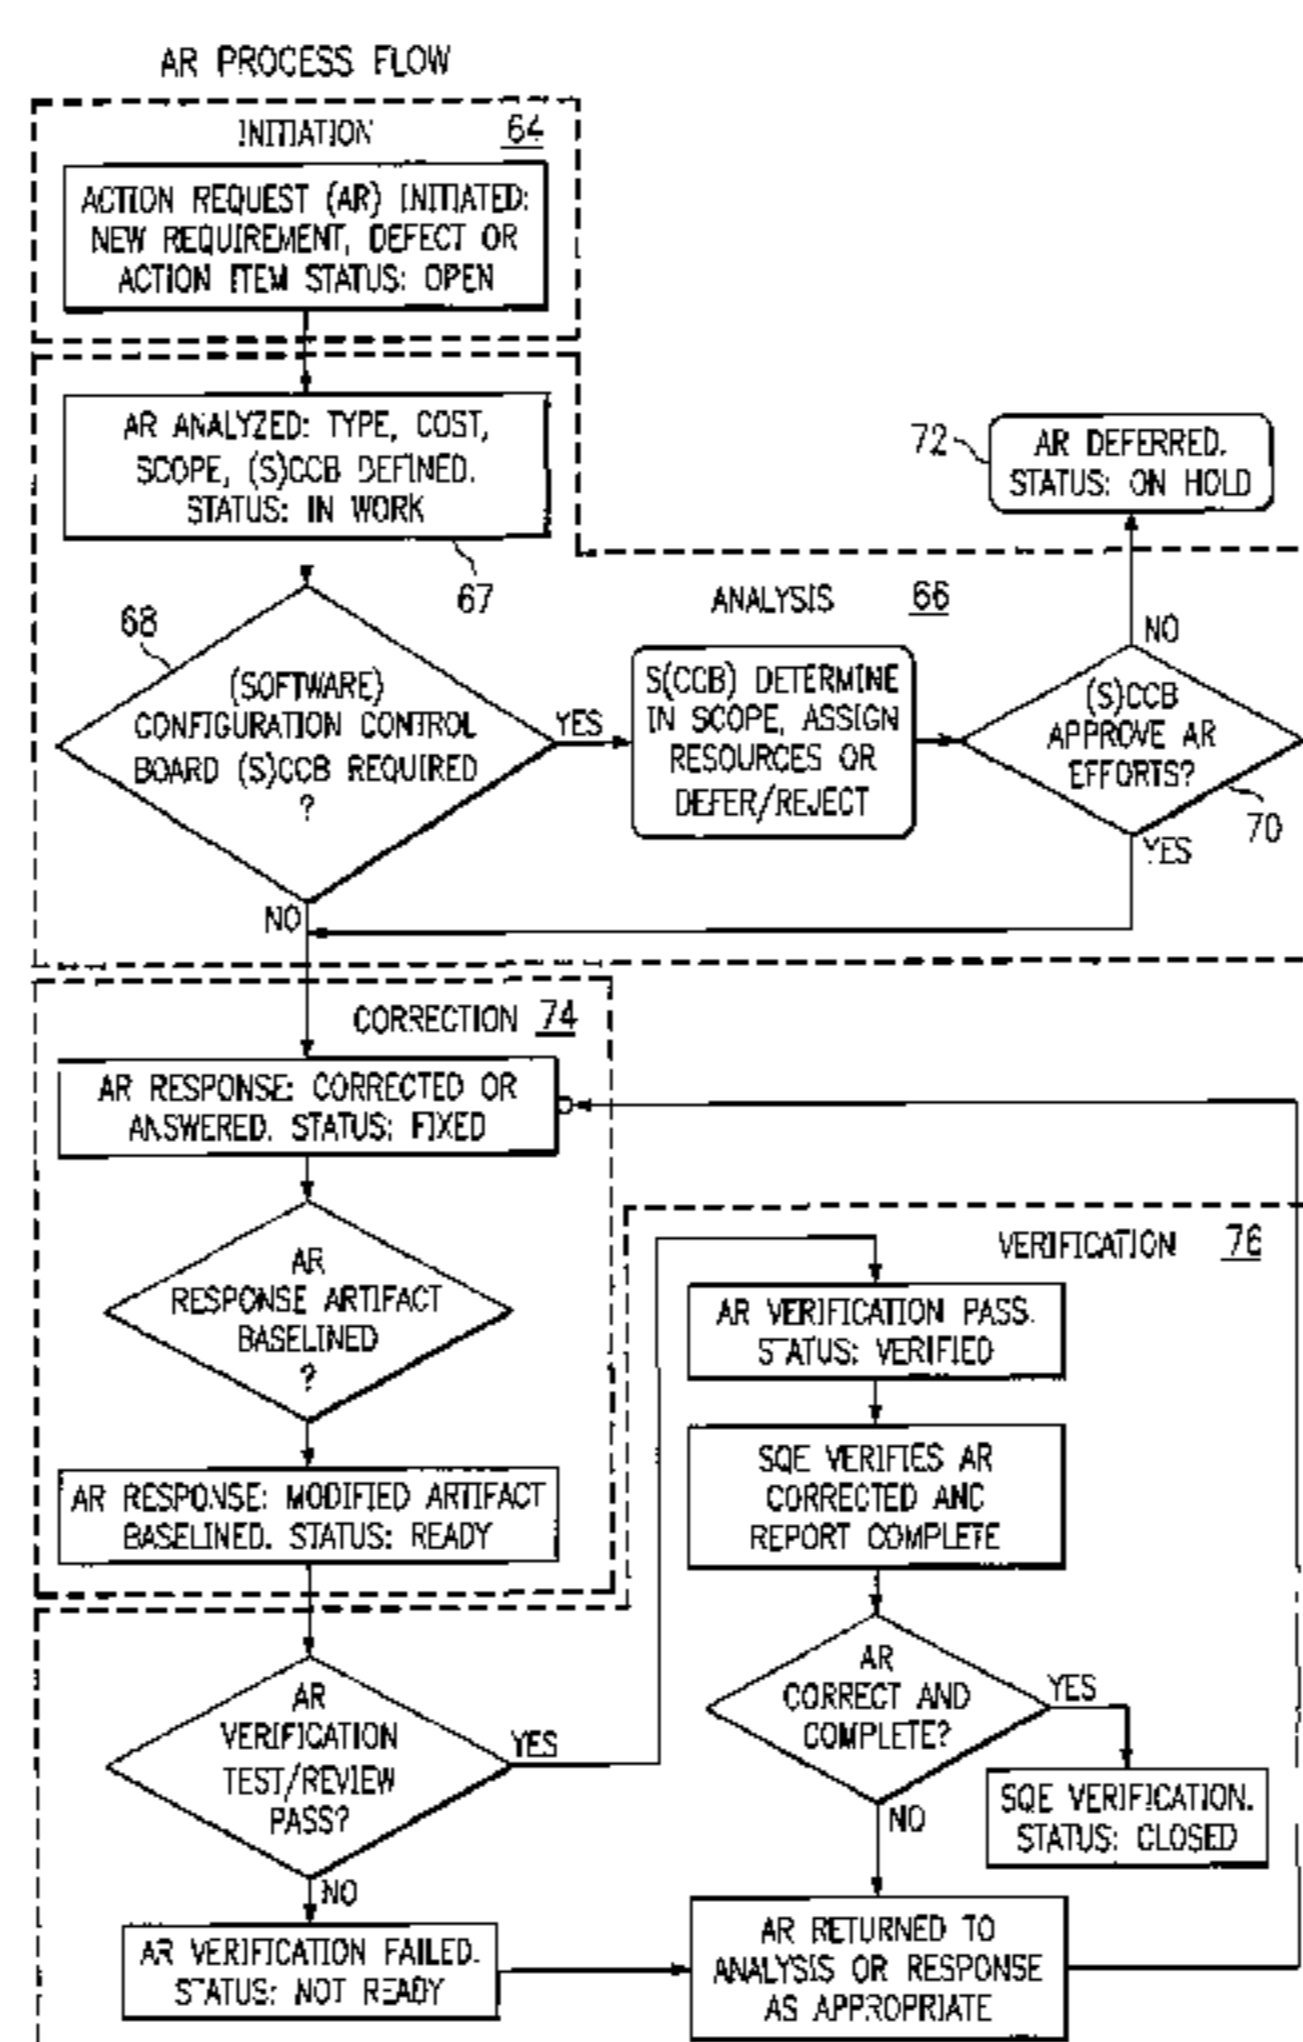 AR PROCESS FLOW
INITIATION 64
ACTION REQUEST (AR) INITIATED:
NEW REQUIREMENT, DEFECT OR
ACTION ITEM STATUS: OPEN
AR ANALYZED: TYPE, COST,
SCOPE, (S)CCB DEFINED.
STATUS: IN WORK
67
72
AR DEFERRED.
STATUS: ON HOLD
ANALYSIS 66
68
(SOFTWARE)
CONFIGURATION CONTROL
BOARD (S)CCB REQUIRED
?
YES
S(CCB) DETERMINE
IN SCOPE, ASSIGN
RESOURCES OR
DEFER/REJECT
NO
(S)CCB
APPROVE AR
EFFORTS?
70
YES
NO
CORRECTION 74
AR RESPONSE: CORRECTED OR
ANSWERED. STATUS: FIXED
AR
RESPONSE ARTIFACT
BASELINED
?
AR RESPONSE: MODIFIED ARTIFACT
BASELINED. STATUS: READY
VERIFICATION 76
AR VERIFICATION PASS.
STATUS: VERIFIED
SQE VERIFIES AR
CORRECTED AND
REPORT COMPLETE
AR
VERIFICATION
TEST/REVIEW
PASS?
YES
NO
AR
CORRECT AND
COMPLETE?
YES
NO
SQE VERIFICATION.
STATUS: CLOSED
AR VERIFICATION FAILED.
STATUS: NOT READY
AR RETURNED TO
ANALYSIS OR RESPONSE
AS APPROPRIATE